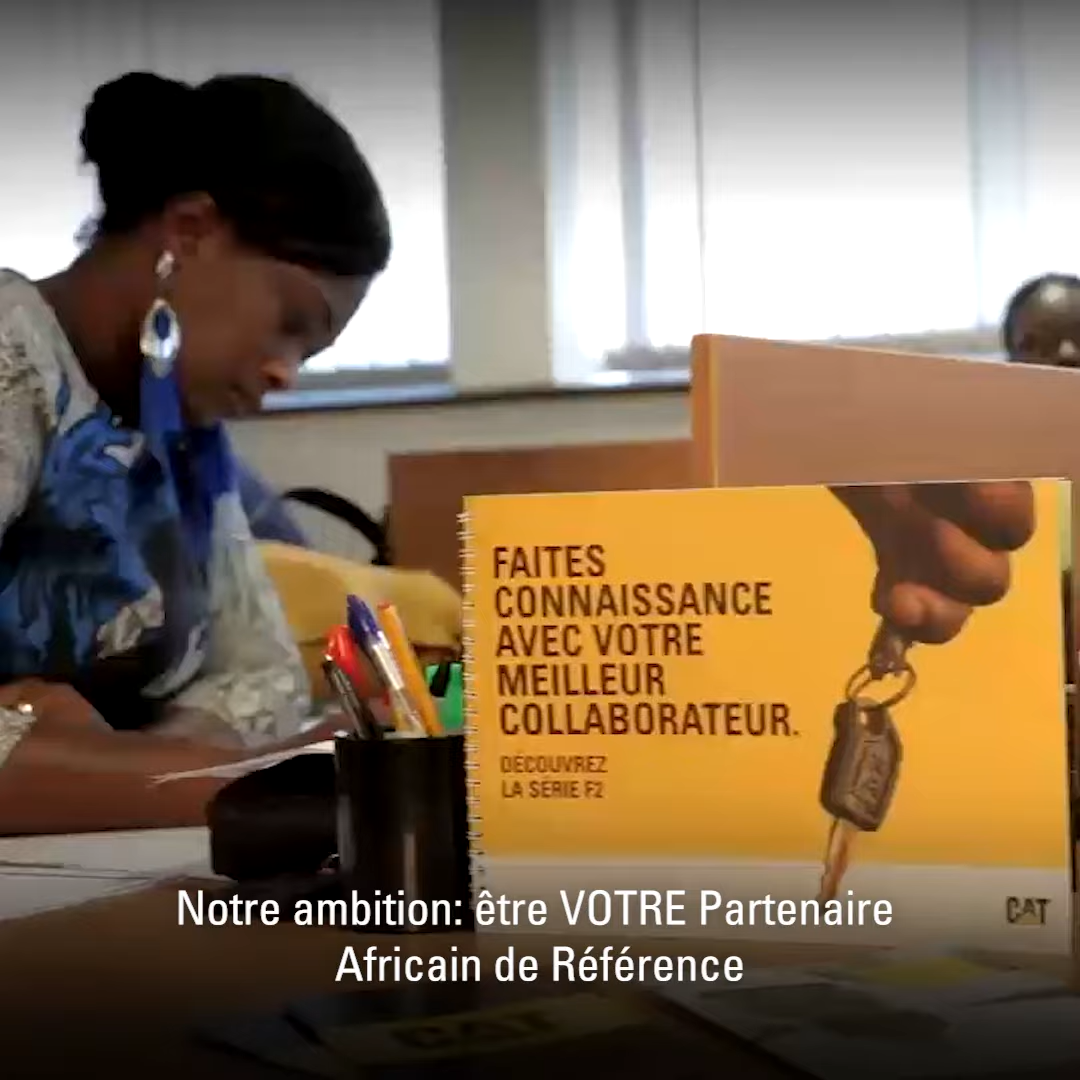 FAITES
CONNAISSANCE
AVEC VOTRE
MEILLEUR
COLLABORATEUR.
DÉCOUVREZ
LA SÉRIE F2
CAT
Notre ambition: être VOTRE Partenaire
Africain de Référence
CAT